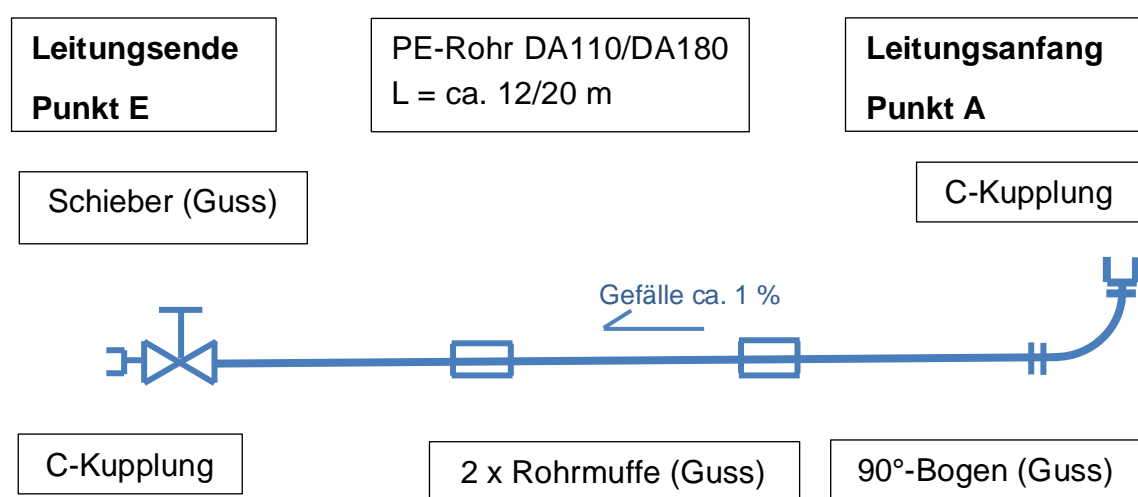 Leitungsende
Punkt E
PE-Rohr DA110/DA180
L = ca. 12/20 m
Leitungsanfang
Punkt A
Schieber (Guss)
C-Kupplung
Gefälle ca. 1 %
C-Kupplung
2 x Rohrmuffe (Guss)
90°-Bogen (Guss)